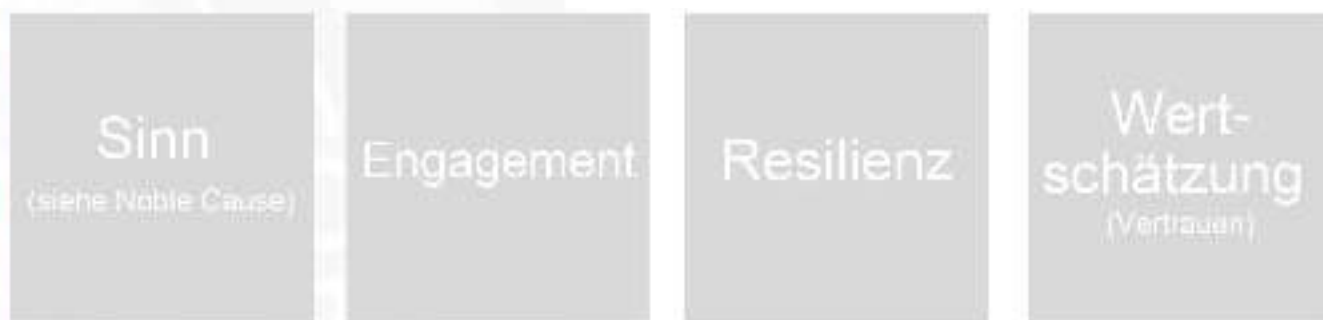 Sinn
(siehe Noble Cause)
Engagement
Resilienz
Wert-
schätzung
(Vertrauen)